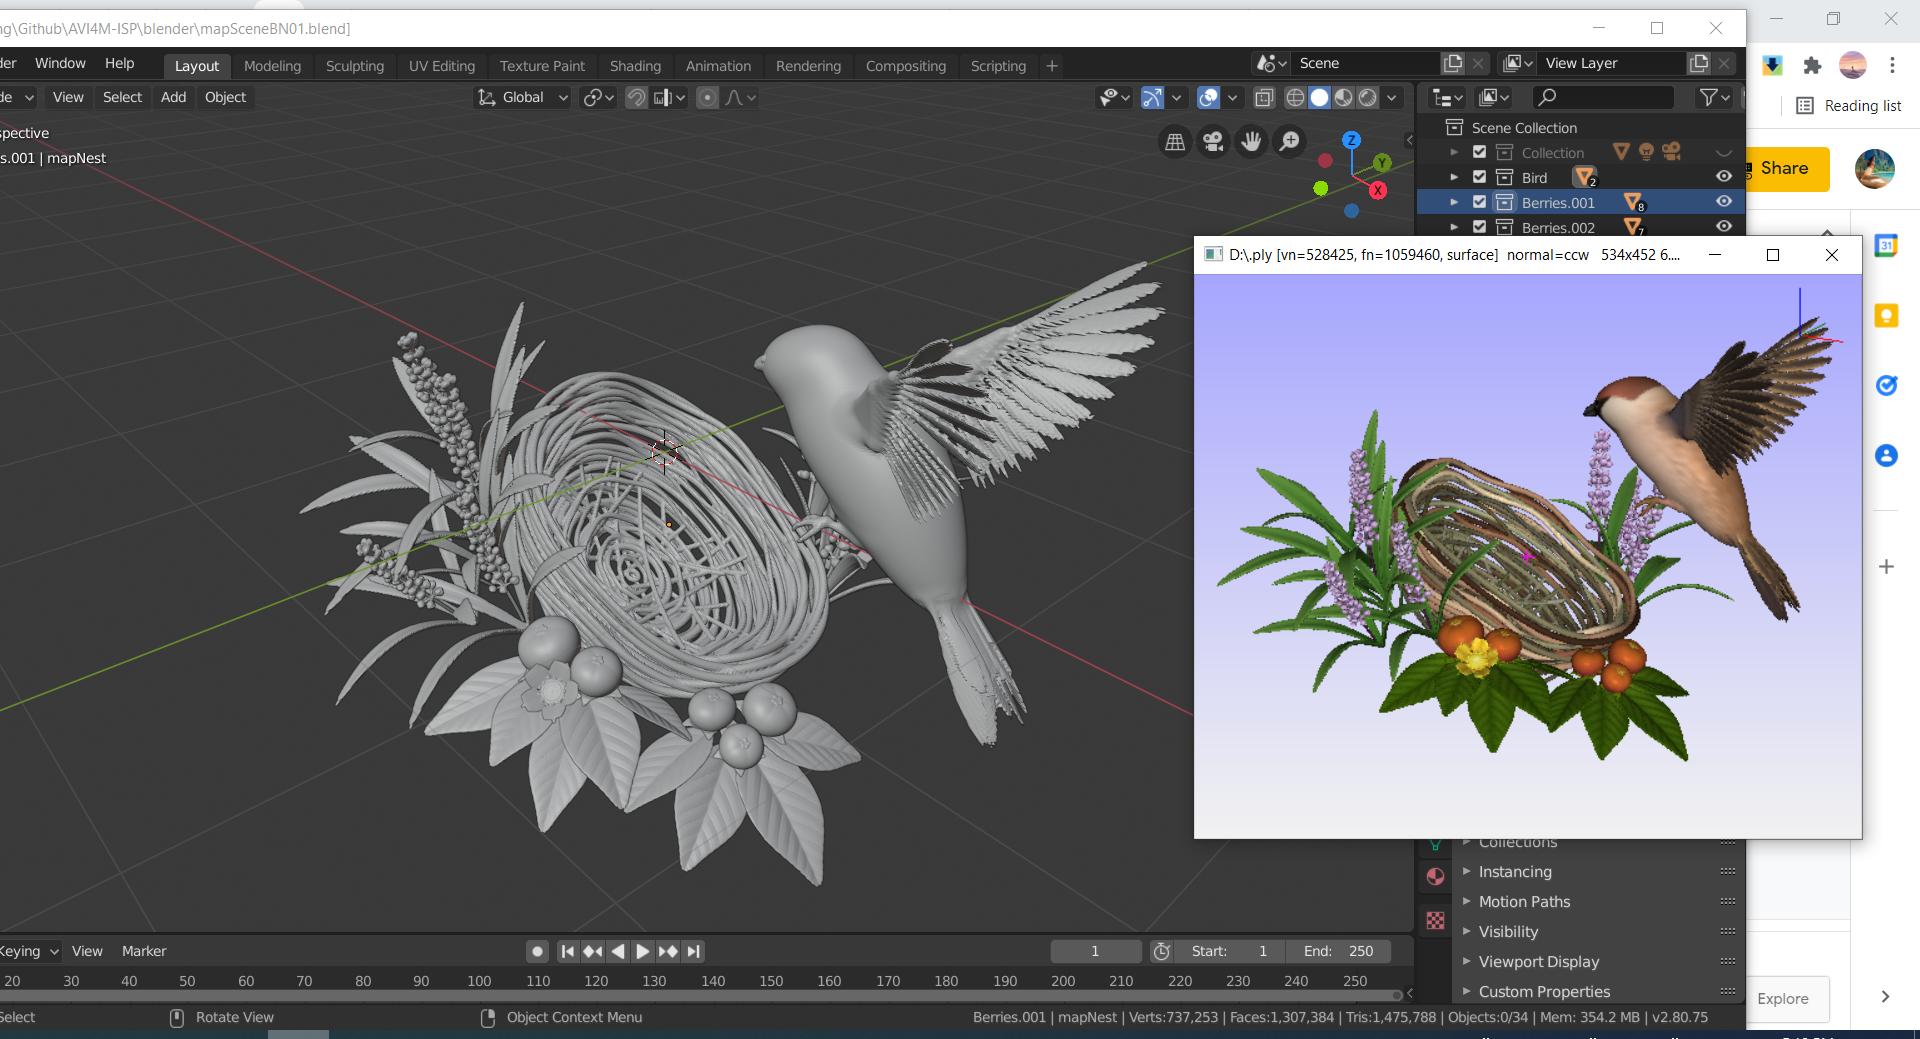 ng\Github\AVI4M-ISP\blender\mapSceneBN01.blend]
der Window Help Layout Modeling Sculpting UV Editing Texture Paint Shading Animation Rendering Compositing Scripting + Scene View Layer
de View Select Add Object Global
Reading list
spective
s.001 | mapNest
Z
Y
X
Scene Collection
Collection
Bird 2
Berries.001 8
Berries.002 7
Share
31
D:\.ply [vn=528425, fn=1059460, surface] normal=ccw 534x452 6....
Collections
Instancing
Motion Paths
Visibility
Viewport Display
Custom Properties
Explore
Keying View Marker 1 Start: 1 End: 250
20 30 40 50 60 70 80 90 100 110 120 130 140 150 160 170 180 190 200 210 220 230 240 250
Select Rotate View Object Context Menu Berries.001 | mapNest | Verts:737,253 | Faces:1,307,384 | Tris:1,475,788 | Objects:0/34 | Mem: 354.2 MB | v2.80.75